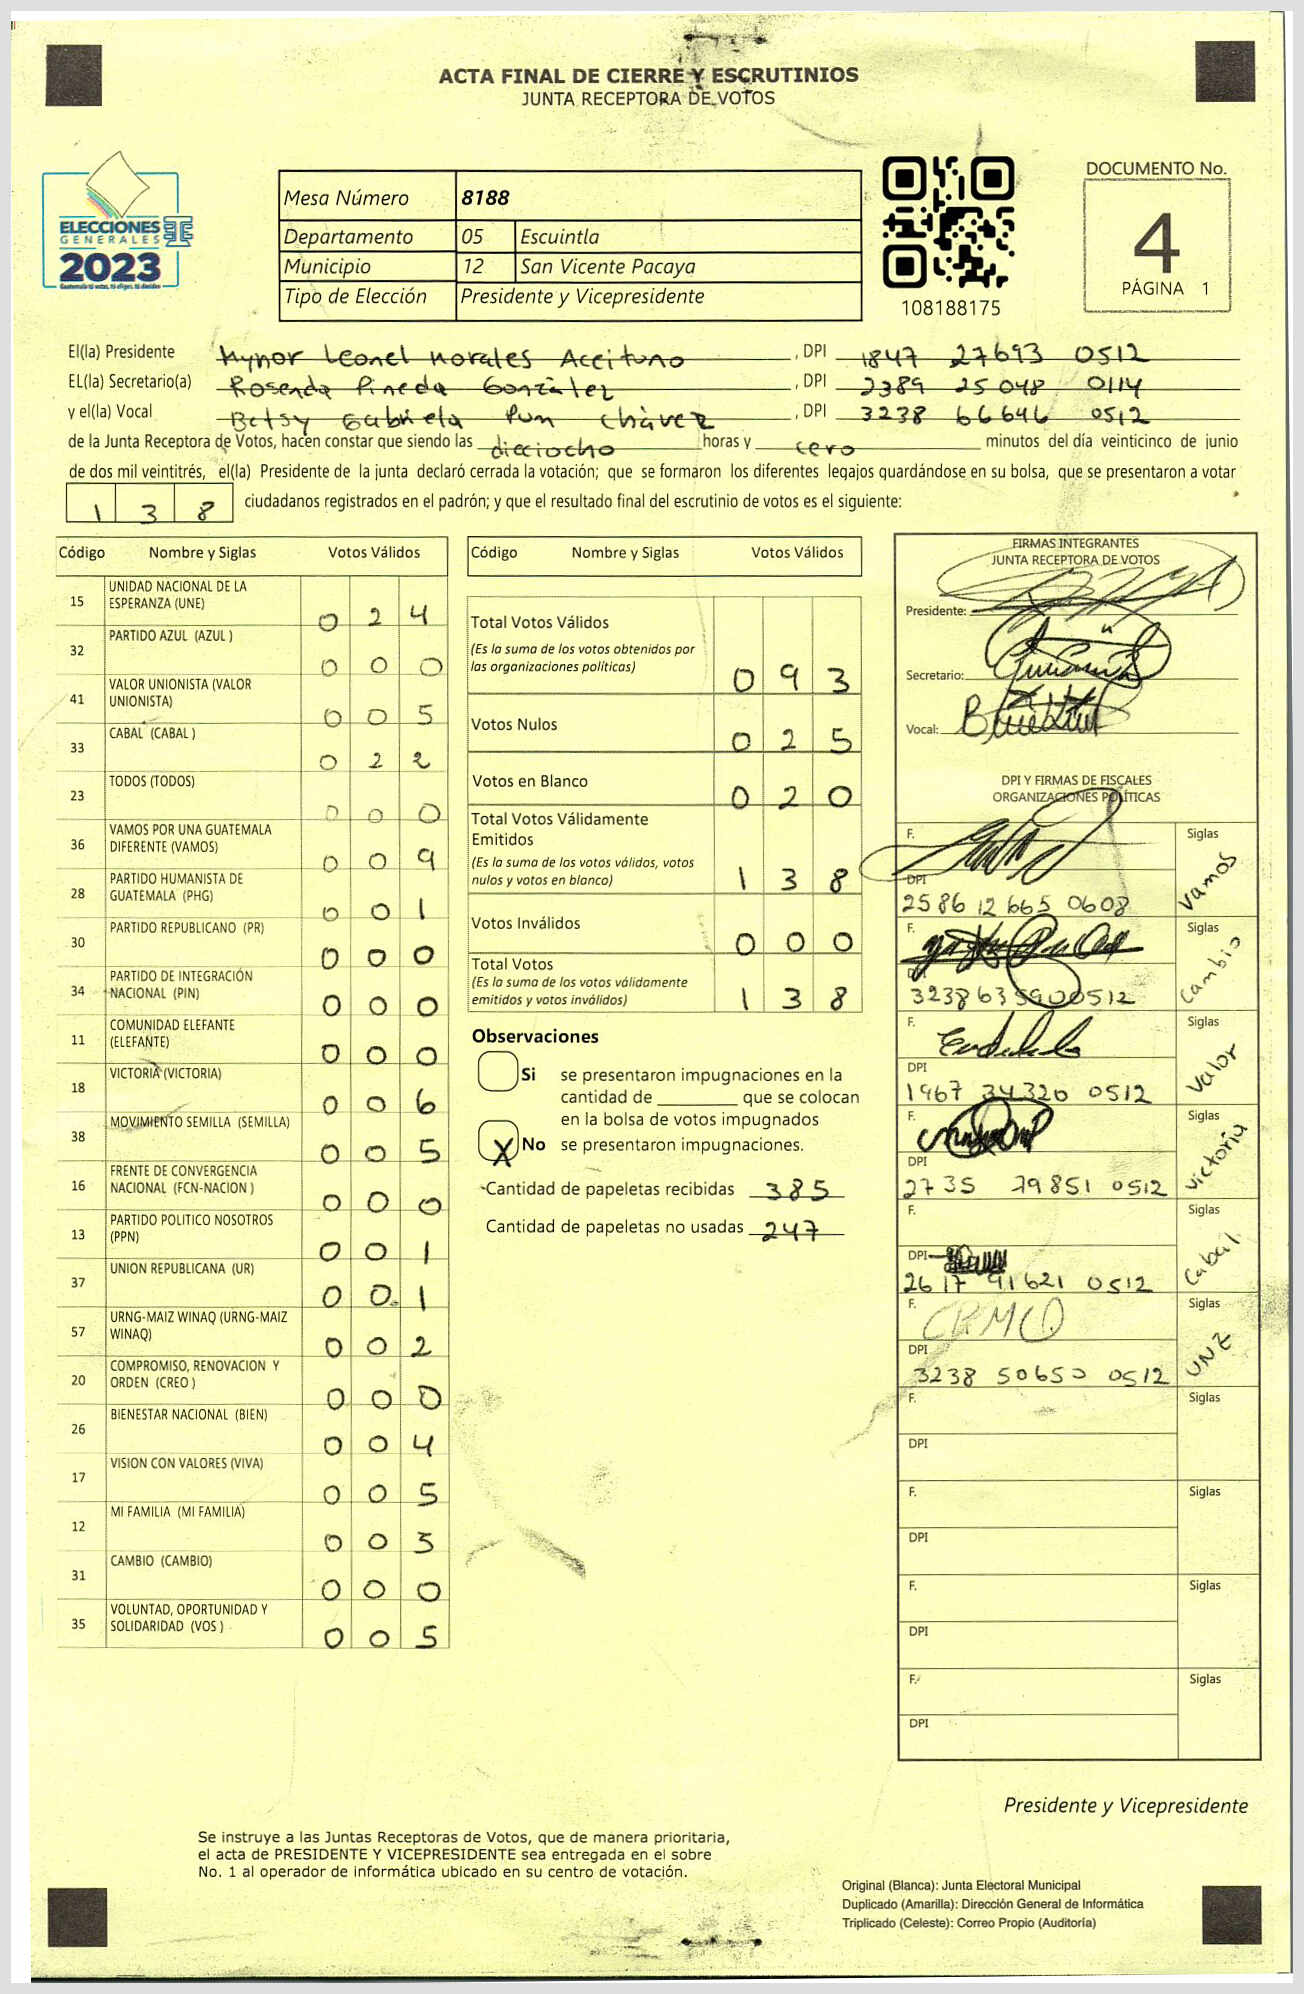 ACTA FINAL DE CIERRE Y ESCRUTINIOS
JUNTA RECEPTORA DE VOTOS
ELECCIONES
GENERALES
2023
Guatemala tú votas, tú eliges, tú decides
Mesa Número 8188
Departamento 05 Escuintla
Municipio 12 San Vicente Pacaya
Tipo de Elección Presidente y Vicepresidente
108188175
DOCUMENTO No.
4
PÁGINA 1
El(la) Presidente Mynor Leonel Morales Aceituno , DPI 1847 27693 0512
EL(la) Secretario(a) Rosenda Pineda Gonzàlez , DPI 2389 25048 0114
y el(la) Vocal Betsy Gabriela Pum Chàvez , DPI 3238 66646 0512
de la Junta Receptora de Votos, hacen constar que siendo las dieciocho horas y cero minutos del día veinticinco de junio
de dos mil veintitrés, el(la) Presidente de la junta declaró cerrada la votación; que se formaron los diferentes legajos quardándose en su bolsa, que se presentaron a votar
1 3 8 ciudadanos registrados en el padrón; y que el resultado final del escrutinio de votos es el siguiente:
Código Nombre y Siglas Votos Válidos
15 UNIDAD NACIONAL DE LA ESPERANZA (UNE) 0 2 4
32 PARTIDO AZUL (AZUL ) 0 0 0
41 VALOR UNIONISTA (VALOR UNIONISTA) 0 0 5
33 CABAL (CABAL ) 0 2 2
23 TODOS (TODOS) 0 0 0
36 VAMOS POR UNA GUATEMALA DIFERENTE (VAMOS) 0 0 9
28 PARTIDO HUMANISTA DE GUATEMALA (PHG) 0 0 1
30 PARTIDO REPUBLICANO (PR) 0 0 0
34 PARTIDO DE INTEGRACIÓN NACIONAL (PIN) 0 0 0
11 COMUNIDAD ELEFANTE (ELEFANTE) 0 0 0
18 VICTORIA (VICTORIA) 0 0 6
38 MOVIMIENTO SEMILLA (SEMILLA) 0 0 5
16 FRENTE DE CONVERGENCIA NACIONAL (FCN-NACION ) 0 0 0
13 PARTIDO POLITICO NOSOTROS (PPN) 0 0 1
37 UNION REPUBLICANA (UR) 0 0 1
57 URNG-MAIZ WINAQ (URNG-MAIZ WINAQ) 0 0 2
20 COMPROMISO, RENOVACION Y ORDEN (CREO ) 0 0 0
26 BIENESTAR NACIONAL (BIEN) 0 0 4
17 VISION CON VALORES (VIVA) 0 0 5
12 MI FAMILIA (MI FAMILIA) 0 0 3
31 CAMBIO (CAMBIO) 0 0 0
35 VOLUNTAD, OPORTUNIDAD Y SOLIDARIDAD (VOS ) 0 0 5
Código Nombre y Siglas Votos Válidos
Total Votos Válidos 0 9 3
(Es la suma de los votos obtenidos por
las organizaciones políticas)
Votos Nulos 0 2 5
Votos en Blanco 0 2 0
Total Votos Válidamente
Emitidos 1 3 8
(Es la suma de los votos válidos, votos
nulos y votos en blanco)
Votos Inválidos 0 0 0
Total Votos 1 3 8
(Es la suma de los votos válidamente
emitidos y votos inválidos)
Observaciones
Si se presentaron impugnaciones en la
cantidad de ________ que se colocan
en la bolsa de votos impugnados
X No se presentaron impugnaciones.
Cantidad de papeletas recibidas 385
Cantidad de papeletas no usadas 247
FIRMAS INTEGRANTES
JUNTA RECEPTORA DE VOTOS
Presidente:
Secretario:
Vocal:
DPI Y FIRMAS DE FISCALES
ORGANIZACIONES POLÍTICAS
F. Siglas Vamos
DPI 2586 12665 0608
F. Siglas Cambio
DPI 3238 63590 0512
F. Siglas Valor
DPI 1967 34320 0512
F. Siglas Victoria
DPI 2735 79851 0512
F. Siglas Cabal
DPI 2617 91621 0512
F. Siglas UNE
DPI 3238 50650 0512
F. Siglas
DPI
F. Siglas
DPI
F. Siglas
DPI
F. Siglas
DPI
Presidente y Vicepresidente
Se instruye a las Juntas Receptoras de Votos, que de manera prioritaria,
el acta de PRESIDENTE Y VICEPRESIDENTE sea entregada en el sobre
No. 1 al operador de informática ubicado en su centro de votación.
Original (Blanca): Junta Electoral Municipal
Duplicado (Amarilla): Dirección General de Informática
Triplicado (Celeste): Correo Propio (Auditoría)